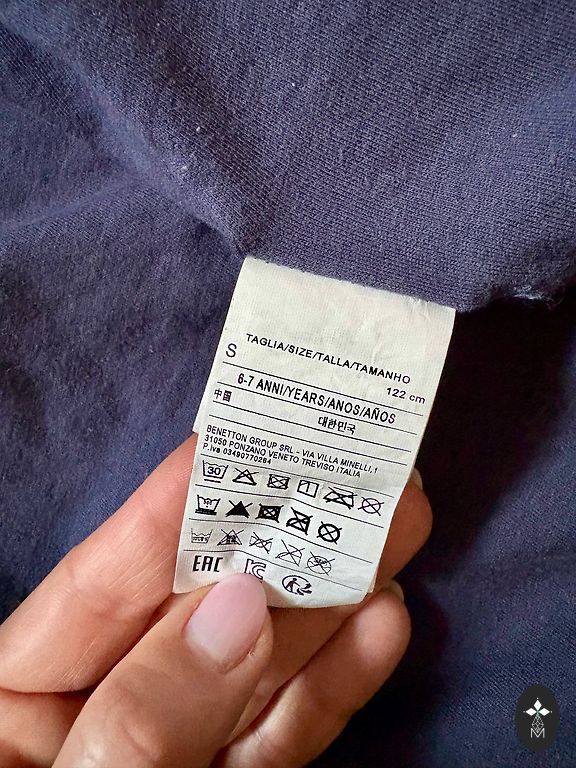 TAGLIA/SIZE/TALLA/TAMANHO
S
122 cm
6-7 ANNI/YEARS/ANOS/AÑOS
中国
대한민국
BENETTON GROUP SRL - VIA VILLA MINELLI,1
31050 PONZANO VENETO TREVISO ITALIA
P.iva 03490770264
30
EAC
M